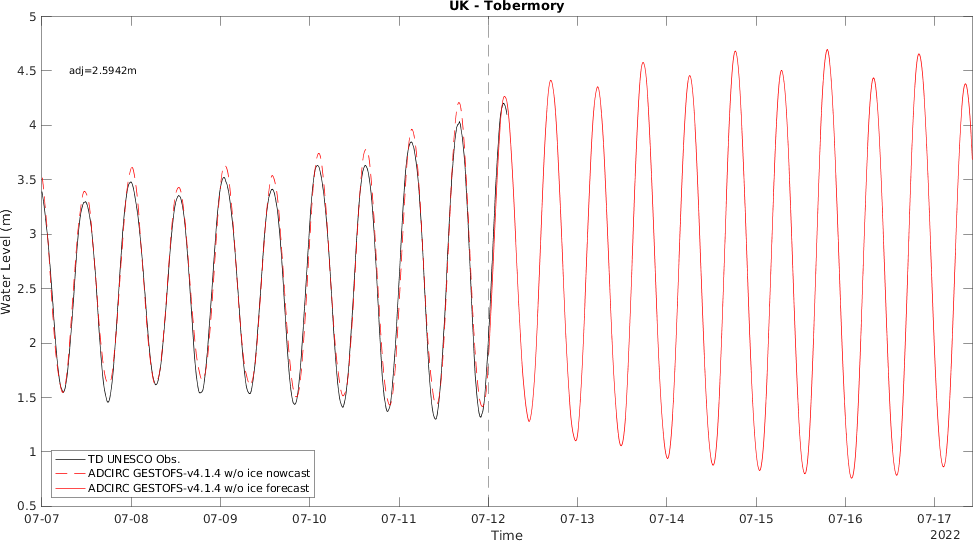 UK - Tobermory
5
4.5
4
3.5
3
2.5
2
1.5
1
0.5
Water Level (m)
adj=2.5942m
TD UNESCO Obs.
ADCIRC GESTOFS-v4.1.4 w/o ice nowcast
ADCIRC GESTOFS-v4.1.4 w/o ice forecast
07-07 07-08 07-09 07-10 07-11 07-12 07-13 07-14 07-15 07-16 07-17
Time
2022